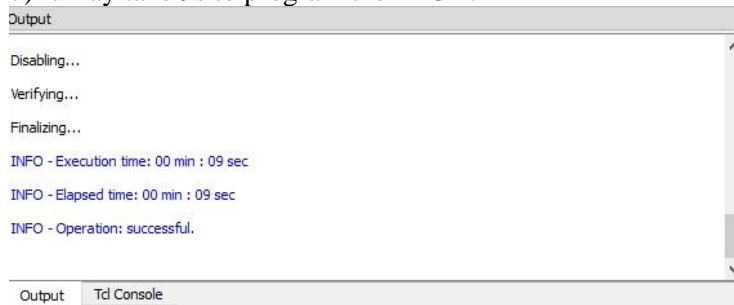 Output
Disabling...
Verifying...
Finalizing...
INFO - Execution time: 00 min : 09 sec
INFO - Elapsed time: 00 min : 09 sec
INFO - Operation: successful.
Output Tcl Console